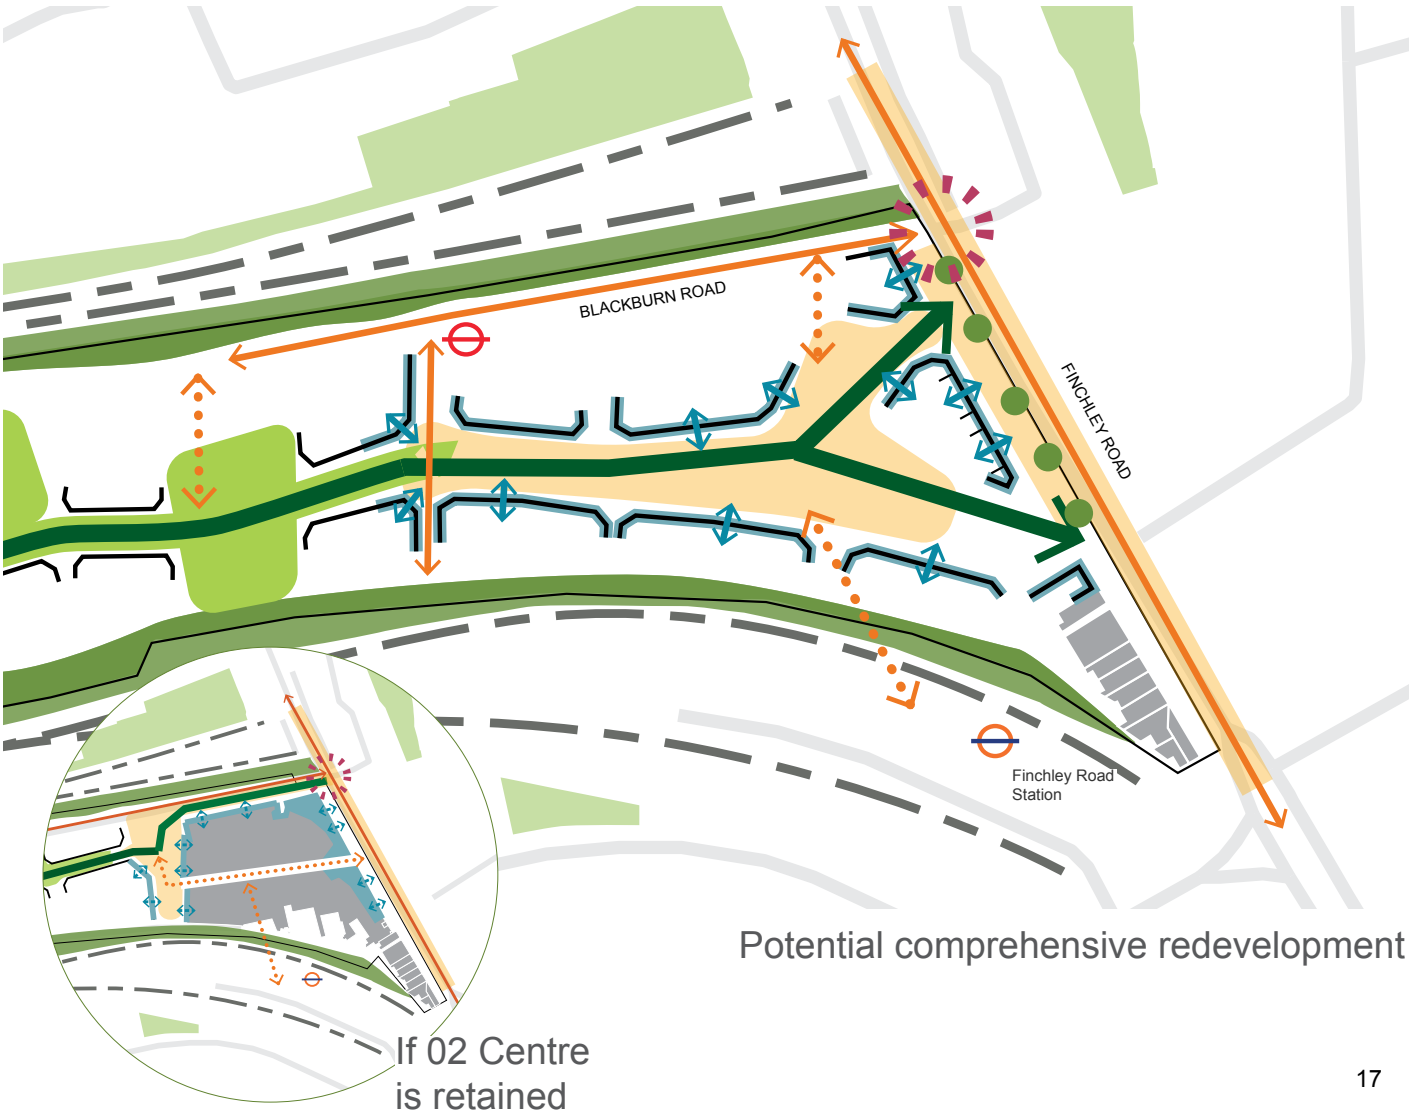 BLACKBURN ROAD
FINCHLEY ROAD
Finchley Road
Station
Potential comprehensive redevelopment
If 02 Centre
is retained
17